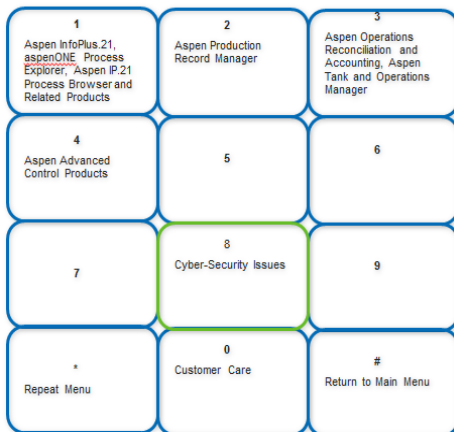 1
Aspen InfoPlus.21,
aspenONE Process
Explorer, Aspen IP.21
Process Browser and
Related Products
2
Aspen Production
Record Manager
3
Aspen Operations
Reconciliation and
Accounting, Aspen
Tank and Operations
Manager
4
Aspen Advanced
Control Products
5
6
7
8
Cyber-Security Issues
9
*
Repeat Menu
0
Customer Care
#
Return to Main Menu